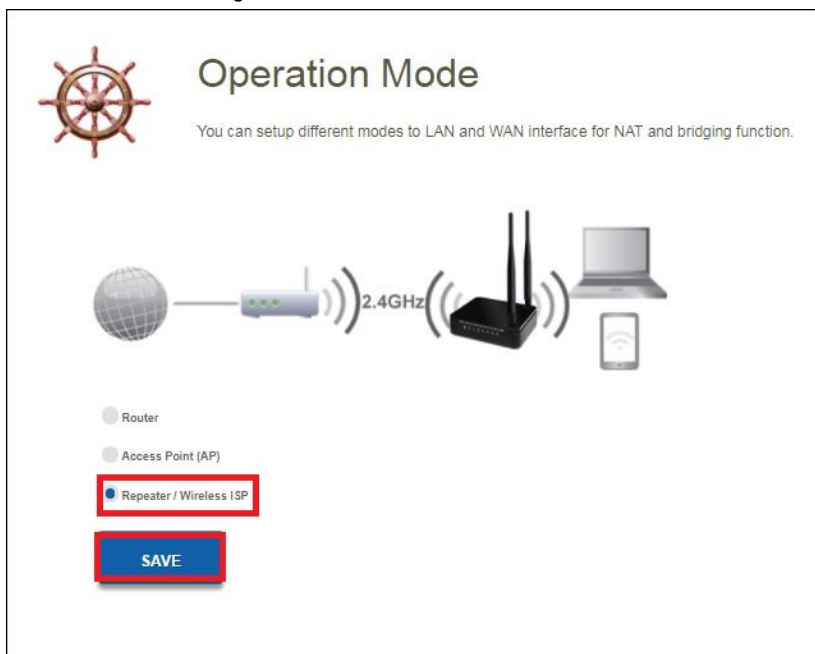 Operation Mode
You can setup different modes to LAN and WAN interface for NAT and bridging function.
2.4GHz
Router
Access Point (AP)
Repeater / Wireless ISP
SAVE